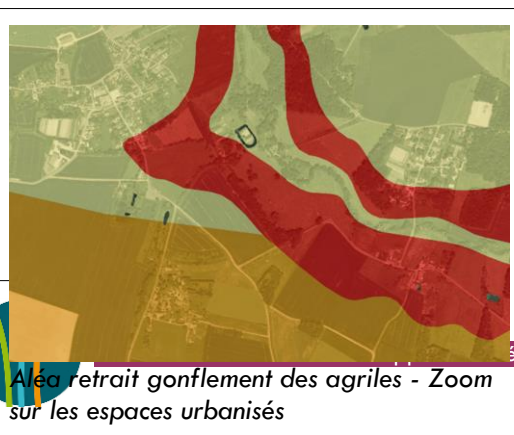 Aléa retrait gonflement des agriles - Zoom
sur les espaces urbanisés